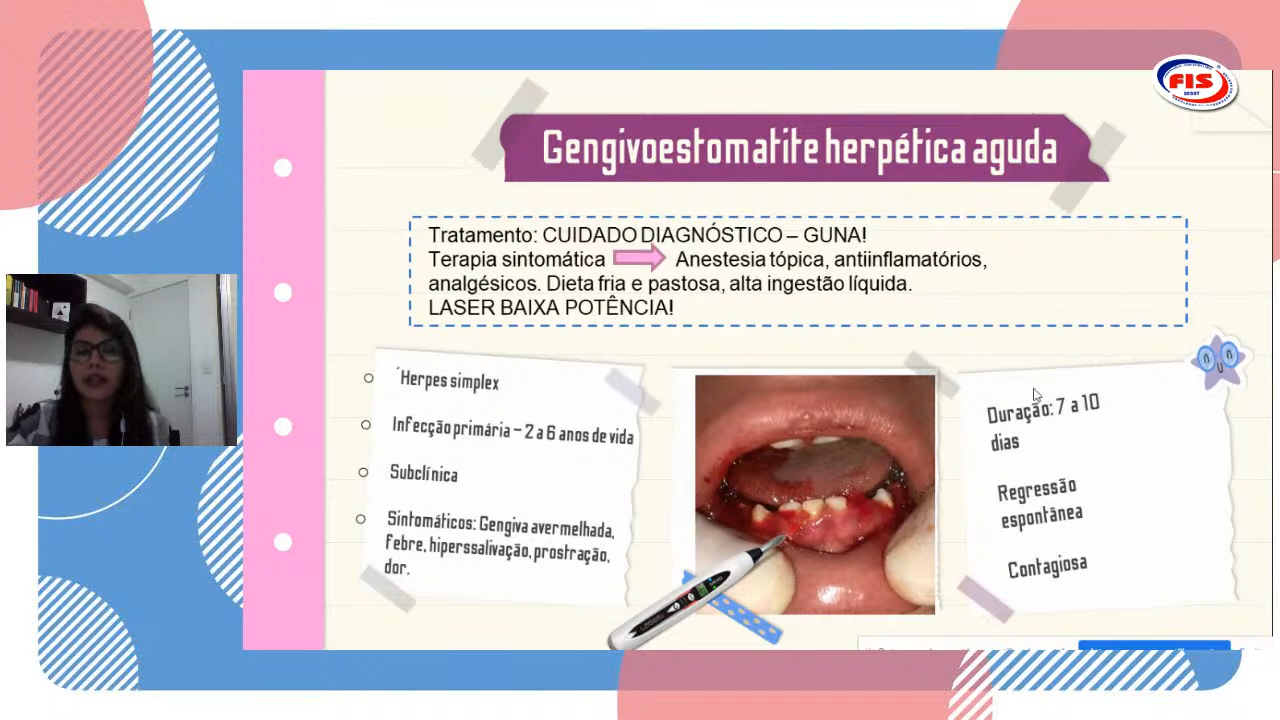 FIS
Gengivoestomatite herpética aguda
Tratamento: CUIDADO DIAGNÓSTICO – GUNA!
Terapia sintomática Anestesia tópica, antiinflamatórios,
analgésicos. Dieta fria e pastosa, alta ingestão líquida.
LASER BAIXA POTÊNCIA!
´Herpes simplex
Infecção primária – 2 a 6 anos de vida
Subclínica
Sintomáticos: Gengiva avermelhada,
febre, hiperssalivação, prostração,
dor.
Duração: 7 a 10
dias
Regressão
espontânea
Contagiosa